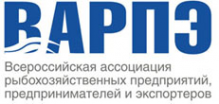 ВАРПЭ
Всероссийская ассоциация
рыбохозяйственных предприятий,
предпринимателей и экспортеров